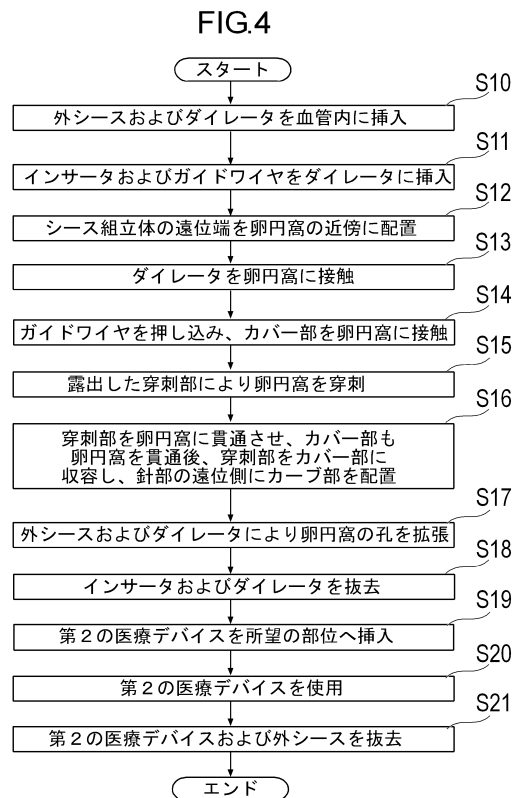 FIG.4
スタート
S10
外シースおよびダイレータを血管内に挿入
S11
インサータおよびガイドワイヤをダイレータに挿入
S12
シース組立体の遠位端を卵円窩の近傍に配置
S13
ダイレータを卵円窩に接触
S14
ガイドワイヤを押し込み、カバー部を卵円窩に接触
S15
露出した穿刺部により卵円窩を穿刺
S16
穿刺部を卵円窩に貫通させ、カバー部も
卵円窩を貫通後、穿刺部をカバー部に
収容し、針部の遠位側にカーブ部を配置
S17
外シースおよびダイレータにより卵円窩の孔を拡張
S18
インサータおよびダイレータを抜去
S19
第２の医療デバイスを所望の部位へ挿入
S20
第２の医療デバイスを使用
S21
第２の医療デバイスおよび外シースを抜去
エンド